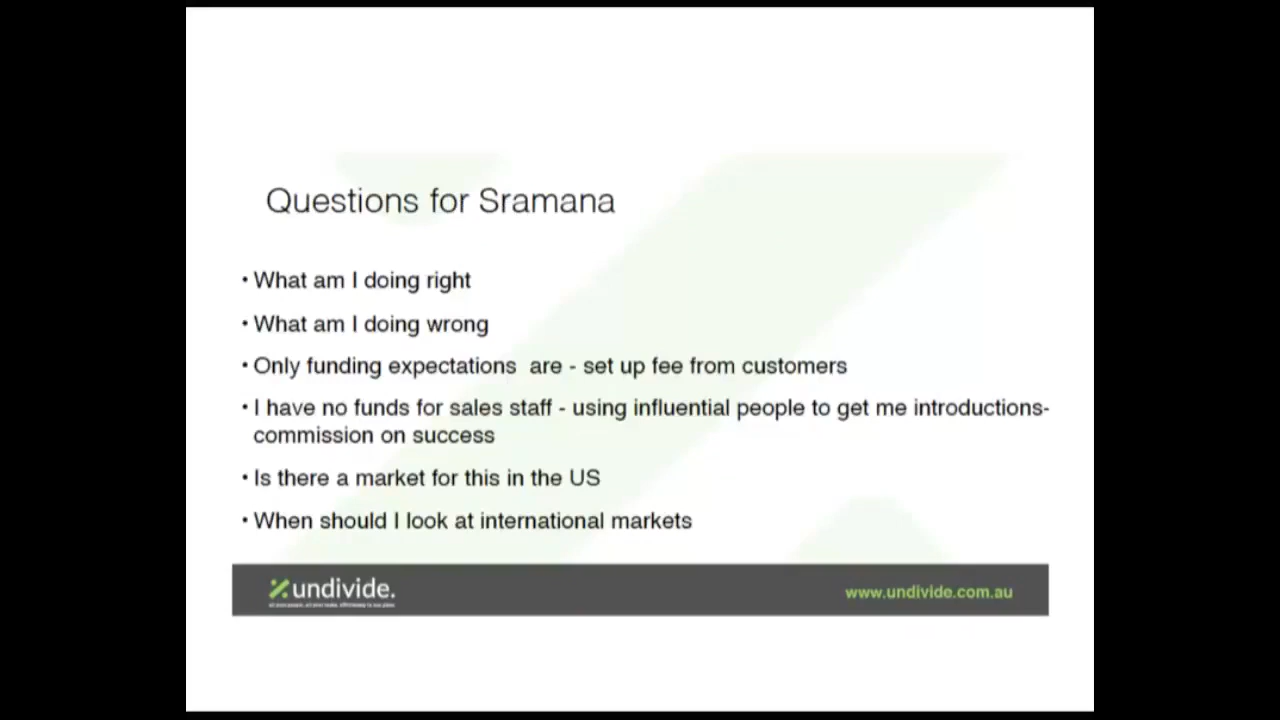 Questions for Sramana
• What am I doing right
• What am I doing wrong
• Only funding expectations  are - set up fee from customers
• I have no funds for sales staff - using influential people to get me introductions-
commission on success
• Is there a market for this in the US
• When should I look at international markets
undivide.
www.undivide.com.au